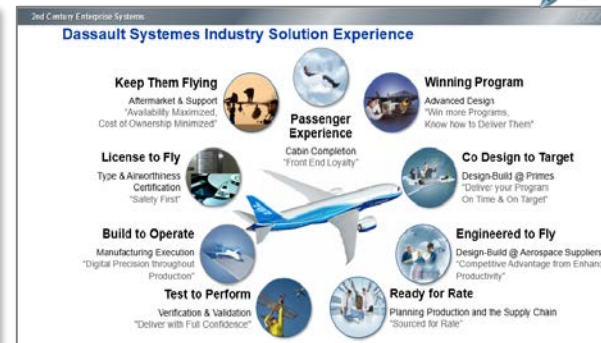 2nd Century Enterprise Systems
Dassault Systemes Industry Solution Experience
Keep Them Flying
Aftermarket & Support
"Availability Maximized,
Cost of Ownership Minimized"
Passenger
Experience
Cabin Completion
"Front End Loyalty"
Winning Program
Advanced Design
"Win more Programs,
Know how to Deliver Them"
License to Fly
Type & Airworthiness
Certification
"Safety First"
Co Design to Target
Design-Build @ Primes
"Deliver your Program
On Time & On Target"
Build to Operate
Manufacturing Execution
"Digital Precision throughout
Production"
Engineered to Fly
Design-Build @ Aerospace Suppliers
"Competitive Advantage from Enhanc
Productivity"
Test to Perform
Verification & Validation
"Deliver with Full Confidence"
Ready for Rate
Planning Production and the Supply Chain
"Sourced for Rate"
787